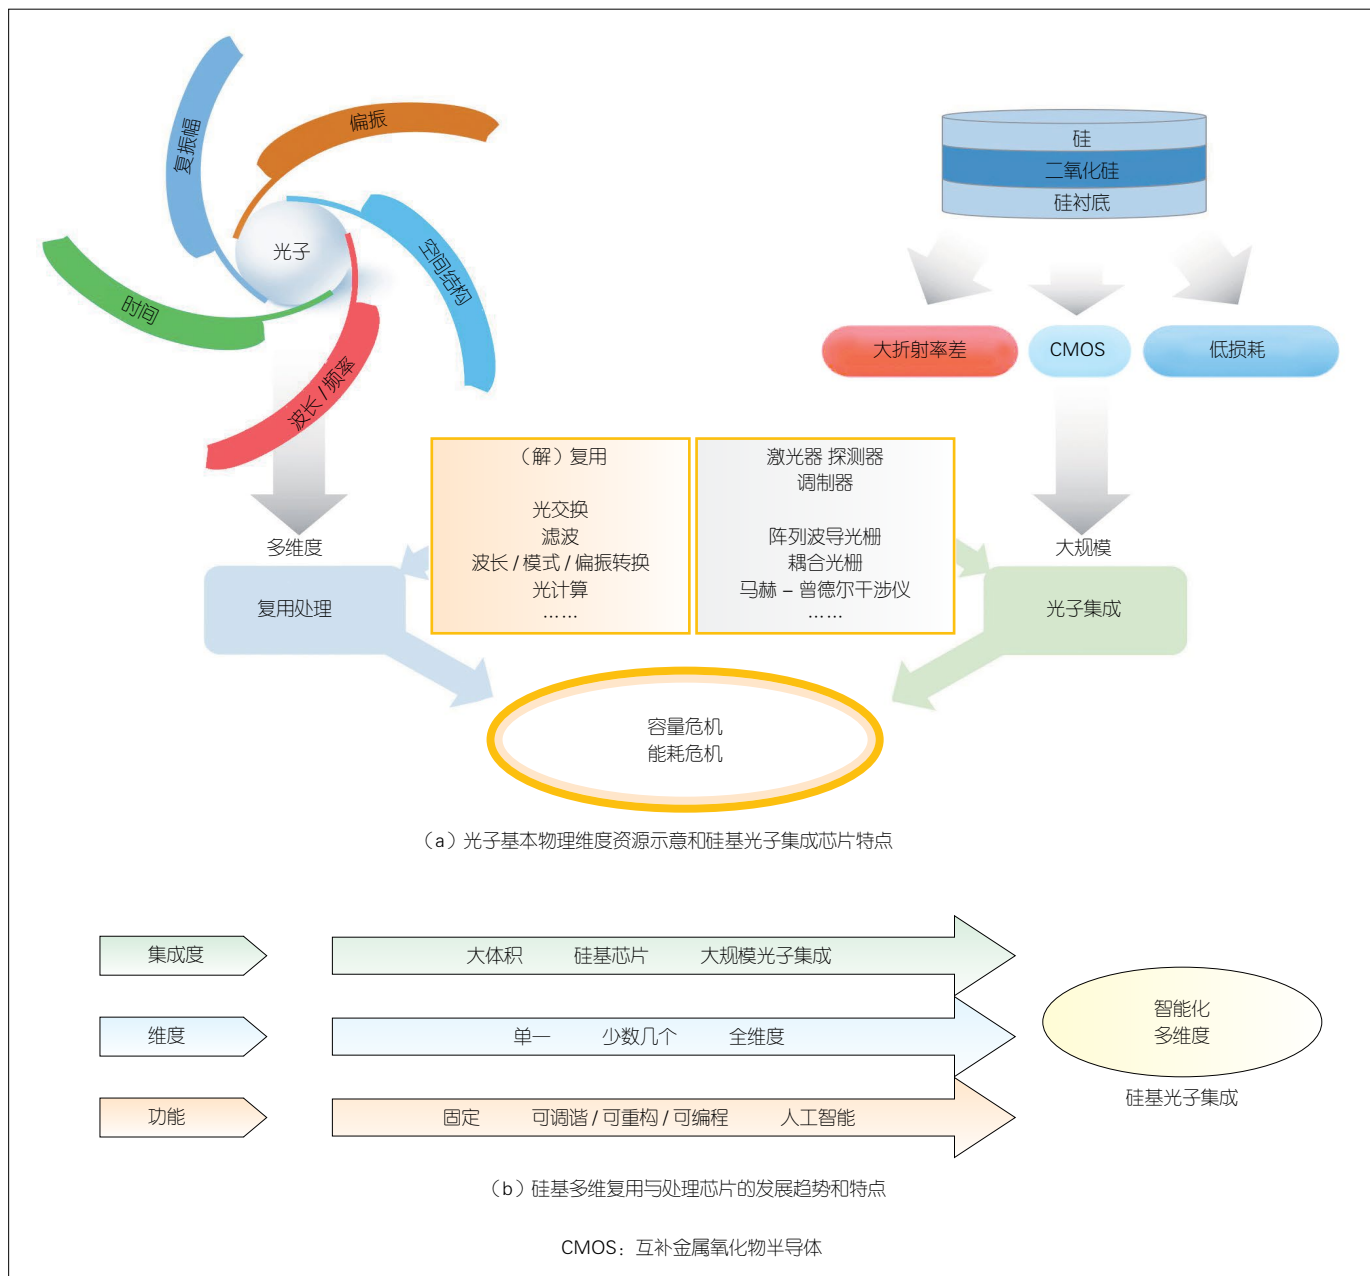 复振幅
偏振
光子
空间结构
时间
波长 / 频率
硅
二氧化硅
硅衬底
大折射率差
CMOS
低损耗
多维度
复用处理
（解）复用
光交换
滤波
波长 / 模式 / 偏振转换
光计算
……
激光器 探测器
调制器
阵列波导光栅
耦合光栅
马赫 – 曾德尔干涉仪
……
大规模
光子集成
容量危机
能耗危机
（a）光子基本物理维度资源示意和硅基光子集成芯片特点
集成度 大体积 硅基芯片 大规模光子集成
维度 单一 少数几个 全维度
功能 固定 可调谐 / 可重构 / 可编程 人工智能
智能化
多维度
硅基光子集成
（b）硅基多维复用与处理芯片的发展趋势和特点
CMOS：互补金属氧化物半导体